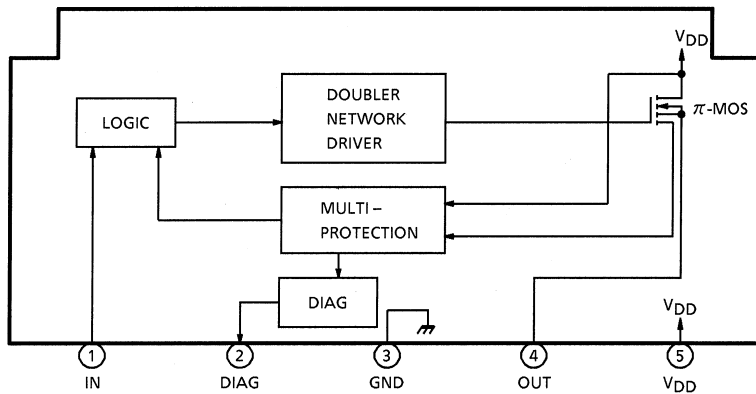 VDD
DOUBLER
NETWORK
DRIVER
LOGIC
π-MOS
MULTI –
PROTECTION
DIAG
VDD
1 2 3 4 5
IN DIAG GND OUT VDD